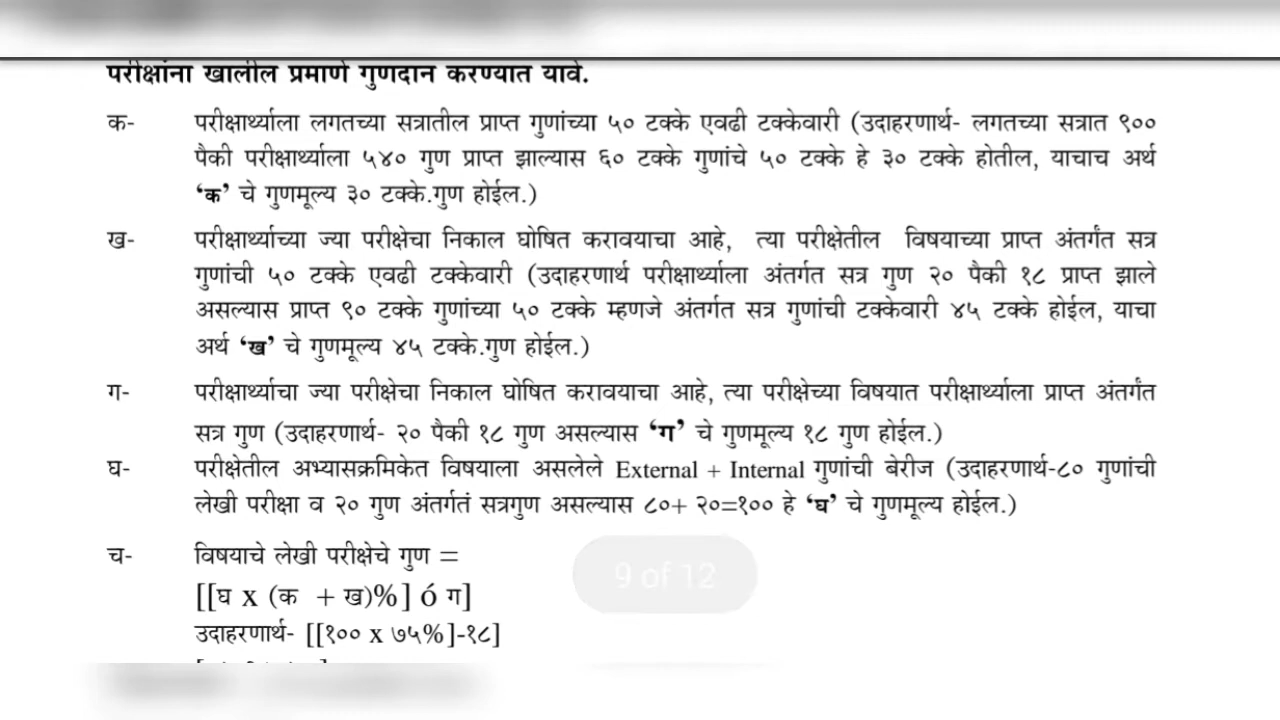 परीक्षांना खालील प्रमाणे गुणदान करण्यात यावे.
क- परीक्षार्थ्याला लगतच्या सत्रातील प्राप्त गुणांच्या ५० टक्के एवढी टक्केवारी (उदाहरणार्थ- लगतच्या सत्रात ९००
पैकी परीक्षार्थ्याला ५४० गुण प्राप्त झाल्यास ६० टक्के गुणांचे ५० टक्के हे ३० टक्के होतील, याचाच अर्थ
‘क’ चे गुणमूल्य ३० टक्के.गुण होईल.)
ख- परीक्षार्थ्याच्या ज्या परीक्षेचा निकाल घोषित करावयाचा आहे, त्या परीक्षेतील विषयाच्या प्राप्त अंतर्गंत सत्र
गुणांची ५० टक्के एवढी टक्केवारी (उदाहरणार्थ परीक्षार्थ्याला अंतर्गत सत्र गुण २० पैकी १८ प्राप्त झाले
असल्यास प्राप्त ९० टक्के गुणांच्या ५० टक्के म्हणजे अंतर्गत सत्र गुणांची टक्केवारी ४५ टक्के होईल, याचा
अर्थ ‘ख’ चे गुणमूल्य ४५ टक्के.गुण होईल.)
ग- परीक्षार्थ्याचा ज्या परीक्षेचा निकाल घोषित करावयाचा आहे, त्या परीक्षेच्या विषयात परीक्षार्थ्याला प्राप्त अंतर्गंत
सत्र गुण (उदाहरणार्थ- २० पैकी १८ गुण असल्यास ‘ग’ चे गुणमूल्य १८ गुण होईल.)
घ- परीक्षेतील अभ्यासक्रमिकेत विषयाला असलेले External + Internal गुणांची बेरीज (उदाहरणार्थ-८० गुणांची
लेखी परीक्षा व २० गुण अंतर्गतं सत्रगुण असल्यास ८०+ २०=१०० हे ‘घ’ चे गुणमूल्य होईल.)
च- विषयाचे लेखी परीक्षेचे गुण =
9 of 12
[[घ x (क + ख)%] ó ग]
उदाहरणार्थ- [[१०० x ७५%]-१८]